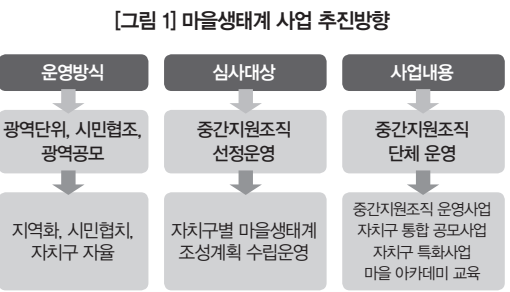 [그림 1] 마을생태계 사업 추진방향
운영방식
심사대상
사업내용
광역단위, 시민협조,
광역공모
중간지원조직
선정운영
중간지원조직
단체 운영
지역화, 시민협치,
자치구 자율
자치구별 마을생태계
조성계획 수립운영
중간지원조직 운영사업
자치구 통합 공모사업
자치구 특화사업
마을 아카데미 교육